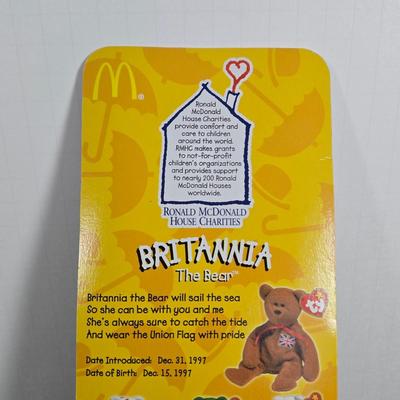 Ronald
McDonald
House Charities
provide comfort and
care to children
around the world.
RMHC makes grants
to not-for-profit
children's organizations
and provides support
to nearly 200 Ronald
McDonald Houses
worldwide.
RONALD MCDONALD
HOUSE CHARITIES
BRITANNIA
The Bear™
Britannia the Bear will sail the sea
So she can be with you and me
She's always sure to catch the tide
And wear the Union Flag with pride
Date Introduced: Dec. 31, 1997
Date of Birth: Dec. 15, 1997